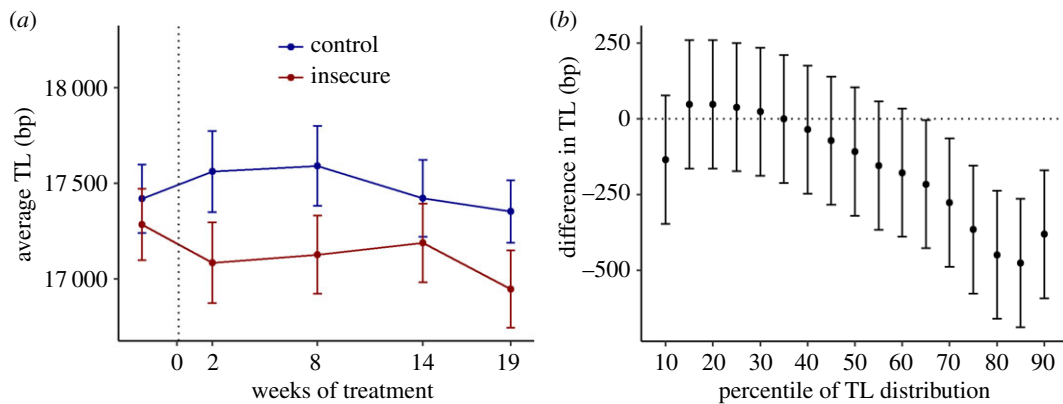 (a)
control
insecure
18 000
17 500
17 000
average TL (bp)
0 2 8 14 19
weeks of treatment
(b)
250
0
–250
–500
difference in TL (bp)
10 20 30 40 50 60 70 80 90
percentile of TL distribution